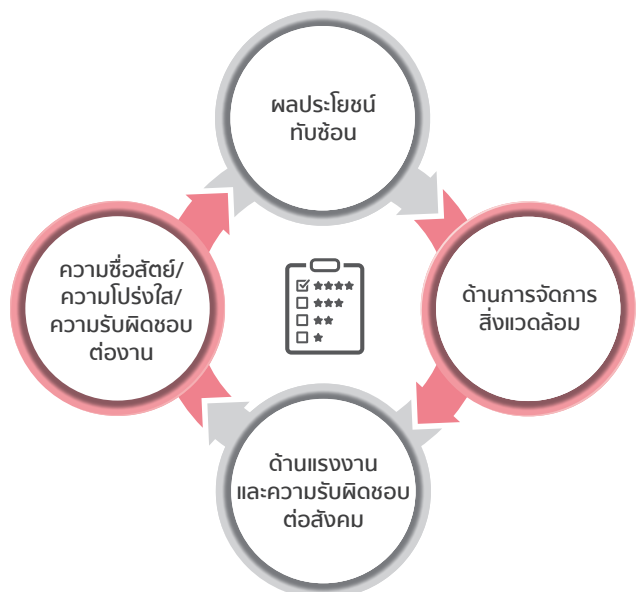 ผลประโยชน์
ทับซ้อน
ความซื่อสัตย์/
ความโปร่งใส/
ความรับผิดชอบ
ต่องาน
ด้านการจัดการ
สิ่งแวดล้อม
ด้านแรงงาน
และความรับผิดชอบ
ต่อสังคม